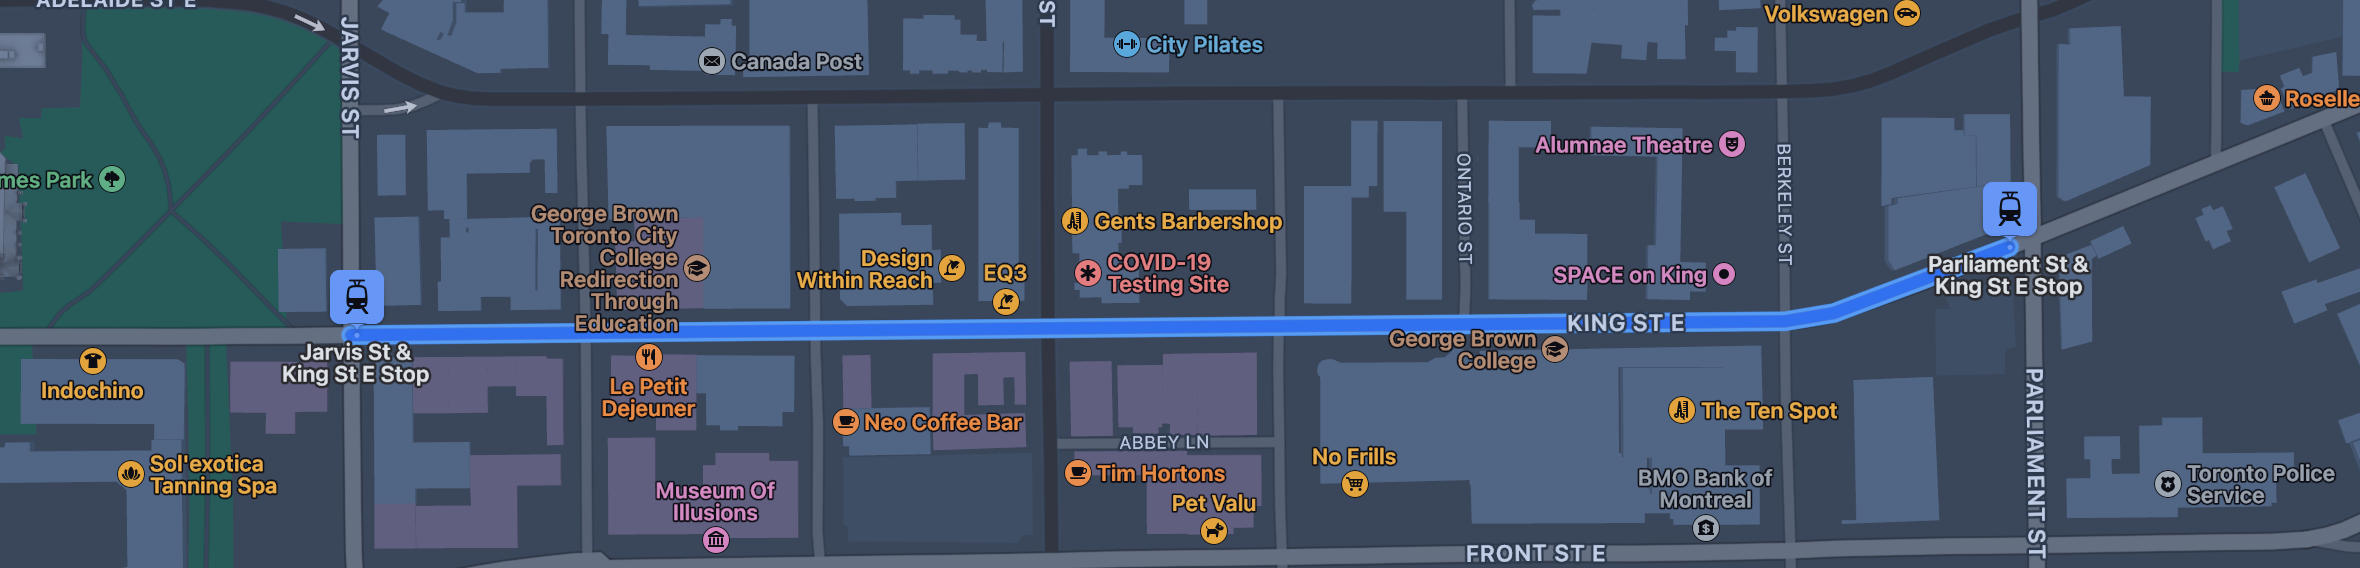 ADELAIDE ST E
JARVIS ST
ST
Volkswagen
City Pilates
Canada Post
Roselle
Alumnae Theatre
ONTARIO ST
BERKELEY ST
mes Park
George Brown
Toronto City
College
Redirection
Through
Education
Gents Barbershop
Design
Within Reach
EQ3
COVID-19
Testing Site
SPACE on King
Parliament St &
King St E Stop
KING ST E
George Brown
College
Jarvis St &
King St E Stop
Indochino
Le Petit
Dejeuner
Neo Coffee Bar
The Ten Spot
PARLIAMENT ST
ABBEY LN
No Frills
Sol'exotica
Tanning Spa
Tim Hortons
Museum Of
Illusions
Pet Valu
BMO Bank of
Montreal
Toronto Police
Service
FRONT ST E